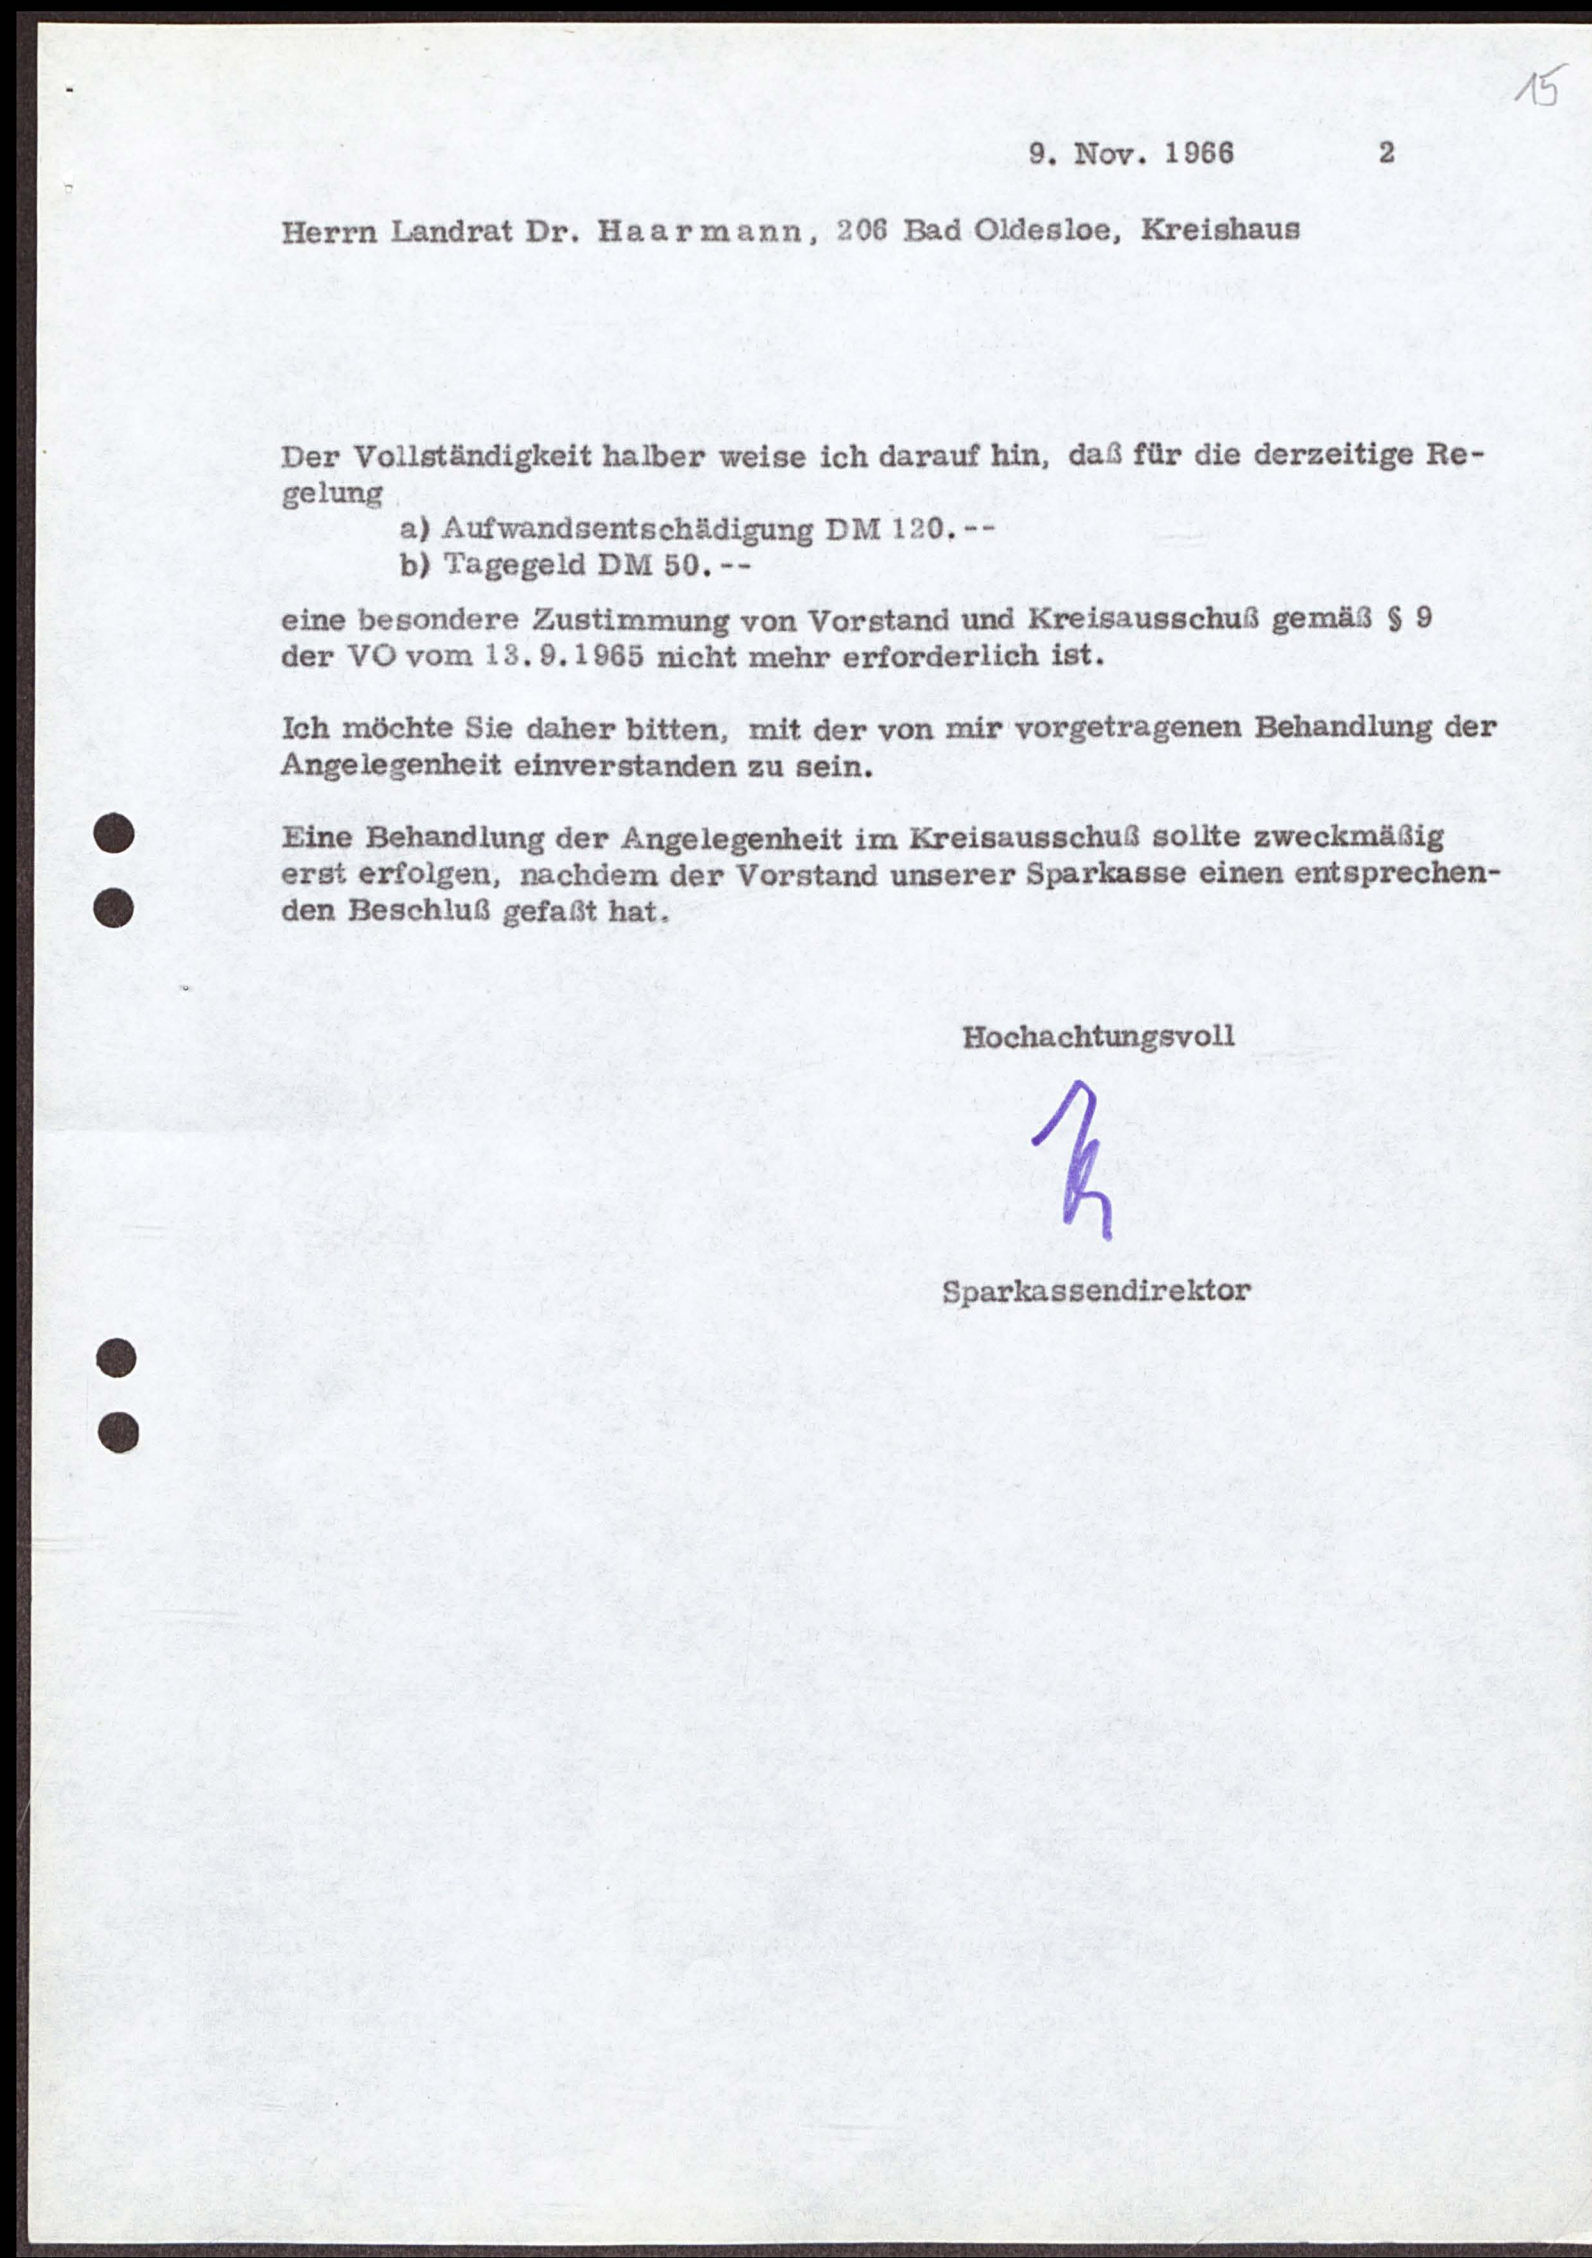 15
9. Nov. 1966 2
Herrn Landrat Dr. Haarmann, 206 Bad Oldesloe, Kreishaus
Der Vollständigkeit halber weise ich darauf hin, daß für die derzeitige Re-
gelung
a) Aufwandsentschädigung DM 120.--
b) Tagegeld DM 50.--
eine besondere Zustimmung von Vorstand und Kreisausschuß gemäß § 9
der VO vom 13.9.1965 nicht mehr erforderlich ist.
Ich möchte Sie daher bitten, mit der von mir vorgetragenen Behandlung der
Angelegenheit einverstanden zu sein.
Eine Behandlung der Angelegenheit im Kreisausschuß sollte zweckmäßig
erst erfolgen, nachdem der Vorstand unserer Sparkasse einen entsprechen-
den Beschluß gefaßt hat.
Hochachtungsvoll
Sparkassendirektor